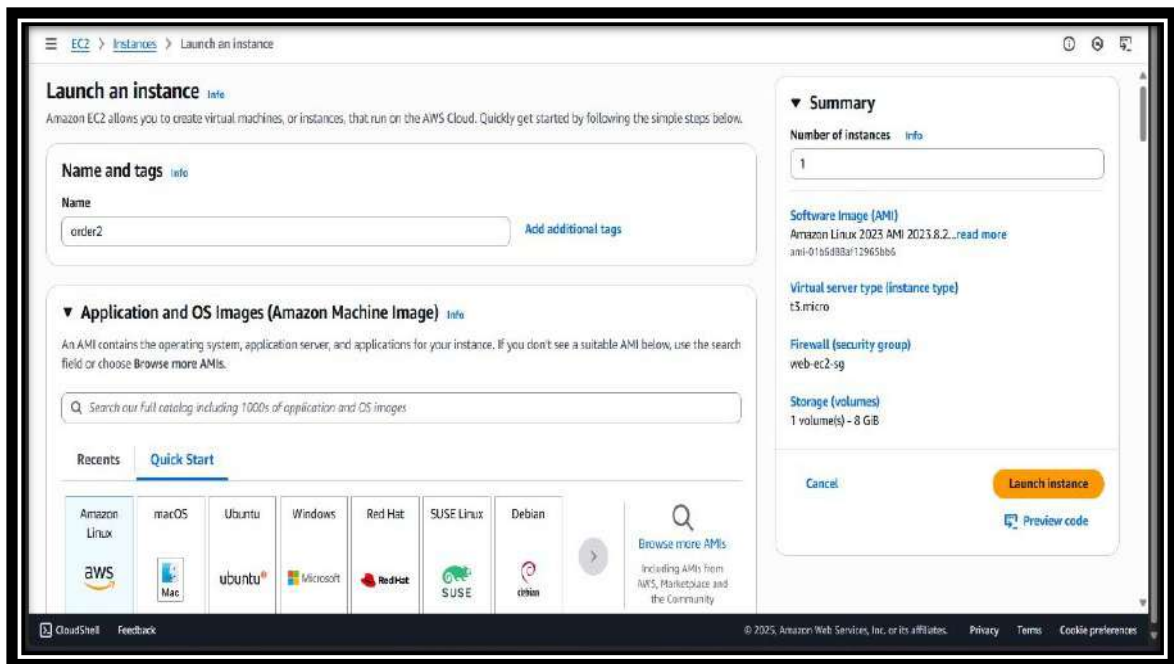 EC2 > Instances > Launch an instance
Launch an instance Info
Amazon EC2 allows you to create virtual machines, or instances, that run on the AWS Cloud. Quickly get started by following the simple steps below.
Name and tags Info
Name
order2
Add additional tags
▼ Application and OS Images (Amazon Machine Image) Info
An AMI contains the operating system, application server, and applications for your instance. If you don't see a suitable AMI below, use the search
field or choose Browse more AMIs.
Search our full catalog including 1000s of application and OS images
Recents
Quick Start
Amazon
Linux
aws
macOS
Mac
Ubuntu
ubuntu
Windows
Microsoft
Red Hat
RedHat
SUSE Linux
SUSE
Debian
debian
Browse more AMIs
Including AMIs from
AWS, Marketplace and
the Community
▼ Summary
Number of instances Info
1
Software Image (AMI)
Amazon Linux 2023 AMI 2023.8.2...read more
ami-01b5d88af12965bb6
Virtual server type (instance type)
t3.micro
Firewall (security group)
web-ec2-sg
Storage (volumes)
1 volume(s) - 8 GiB
Cancel
Launch instance
Preview code
CloudShell Feedback
© 2025, Amazon Web Services, Inc. or its affiliates. Privacy Terms Cookie preferences